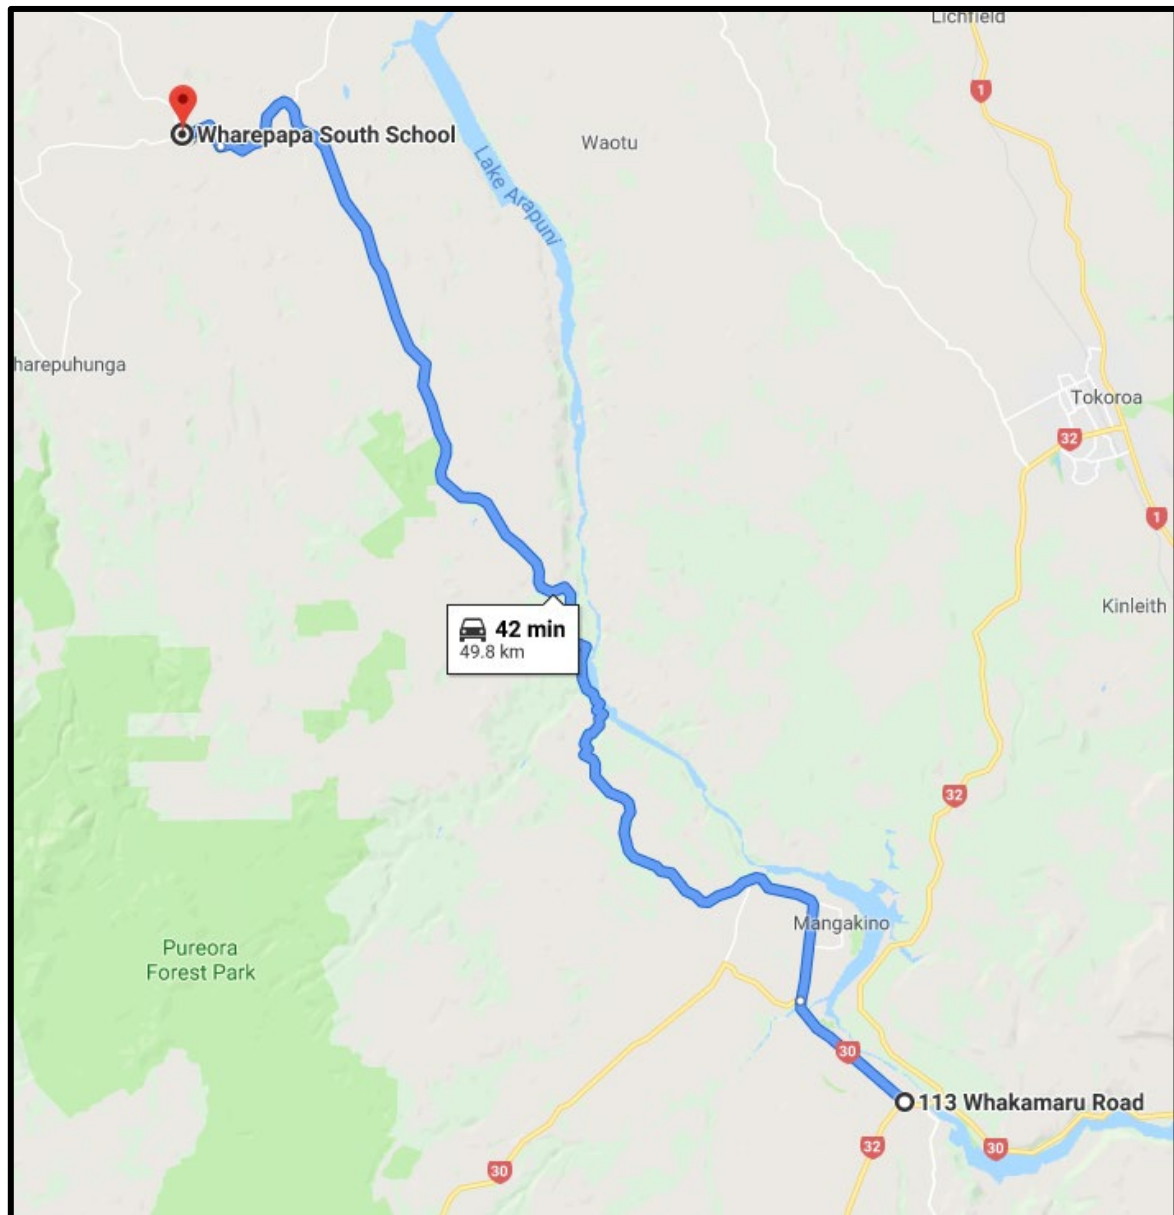 Lichfield
1
Wharepapa South School
Waotu
Lake Arapuni
harepuhunga
Tokoroa
32
1
42 min
49.8 km
Kinleith
32
Mangakino
Pureora
Forest Park
30
113 Whakamaru Road
32
30
30